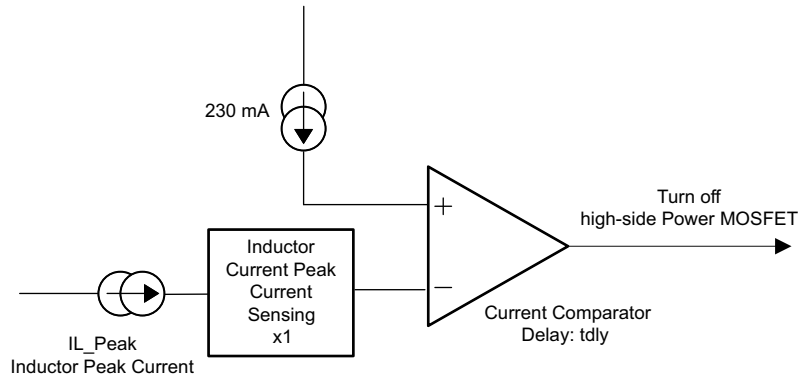 230 mA
+
−
Turn off
high-side Power MOSFET
Inductor
Current Peak
Current
Sensing
x1
Current Comparator
Delay: tdly
IL_Peak
Inductor Peak Current